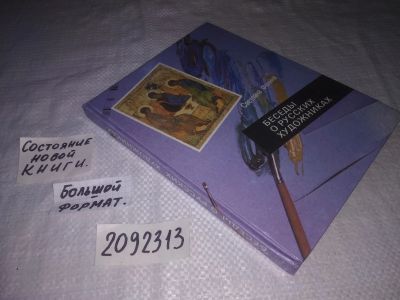 Состояние
новой
книги.
Большой
формат.
2092313
БЕСЕДЫ
О РУССКИХ
ХУДОЖНИКАХ